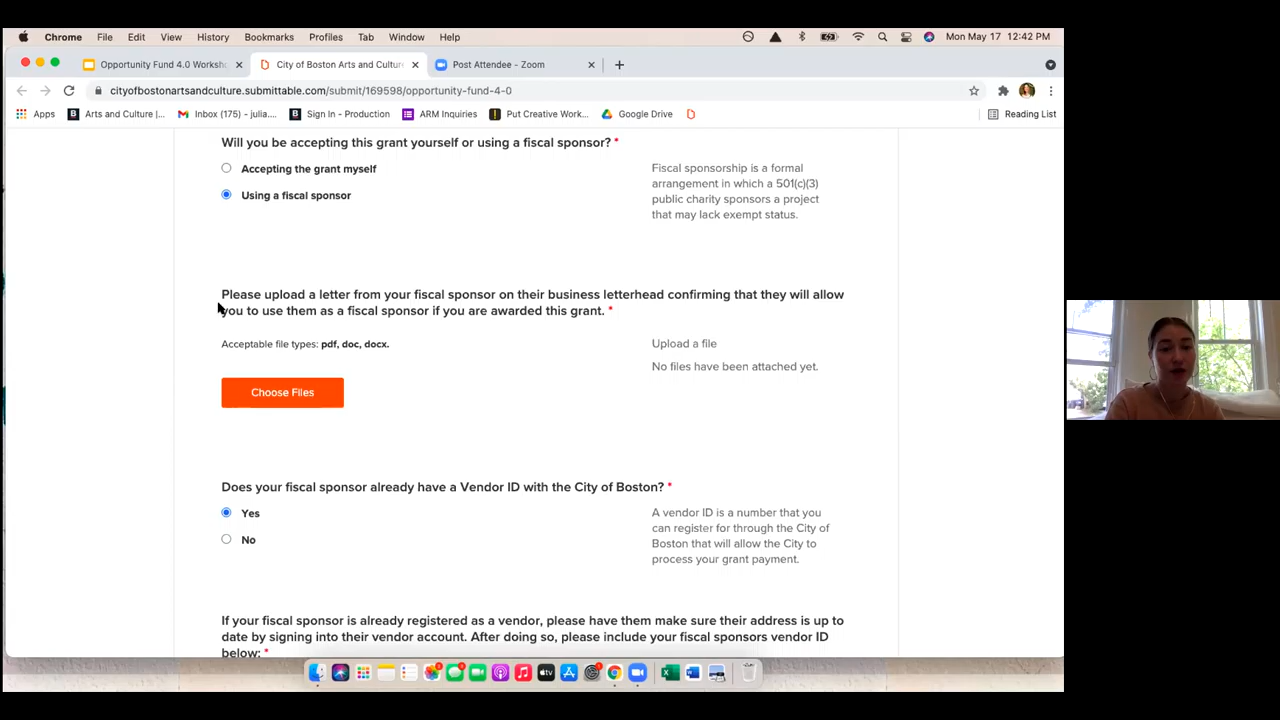 Chrome File Edit View History Bookmarks Profiles Tab Window Help Mon May 17 12:42 PM
Opportunity Fund 4.0 Worksho City of Boston Arts and Culture Post Attendee - Zoom
cityofbostonartsandculture.submittable.com/submit/169598/opportunity-fund-4-0
Apps Arts and Culture |... Inbox (175) - julia.... Sign In - Production ARM Inquiries Put Creative Work... Google Drive Reading List
Will you be accepting this grant yourself or using a fiscal sponsor? *
Accepting the grant myself
Using a fiscal sponsor
Fiscal sponsorship is a formal
arrangement in which a 501(c)(3)
public charity sponsors a project
that may lack exempt status.
Please upload a letter from your fiscal sponsor on their business letterhead confirming that they will allow
you to use them as a fiscal sponsor if you are awarded this grant. *
Acceptable file types: pdf, doc, docx.
Upload a file
No files have been attached yet.
Choose Files
Does your fiscal sponsor already have a Vendor ID with the City of Boston? *
Yes
No
A vendor ID is a number that you
can register for through the City of
Boston that will allow the City to
process your grant payment.
If your fiscal sponsor is already registered as a vendor, please have them make sure their address is up to
date by signing into their vendor account. After doing so, please include your fiscal sponsors vendor ID
below: *